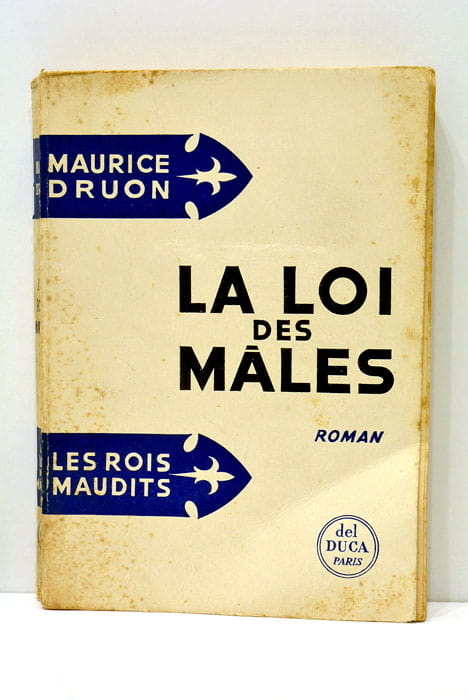 MAURICE
DRUON
LA LOI
DES
MÂLES
ROMAN
LES ROIS
MAUDITS
del
DUCA
PARIS